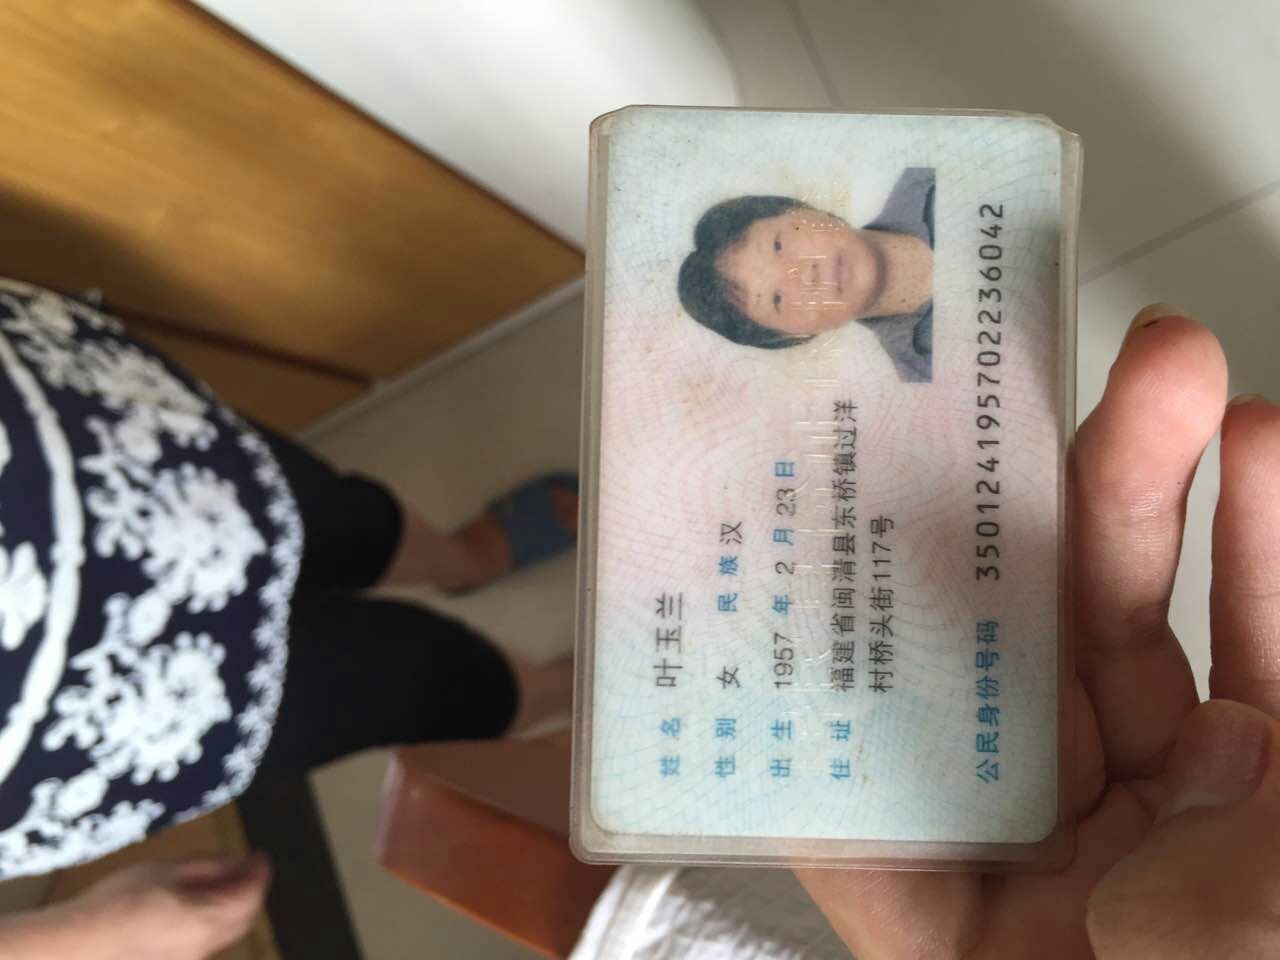 姓名 叶玉兰
性别 女 民族 汉
出生 1957 年 2 月 23 日
住址 福建省闽清县东桥镇过洋
村桥头街117号
公民身份号码 350124195702236042